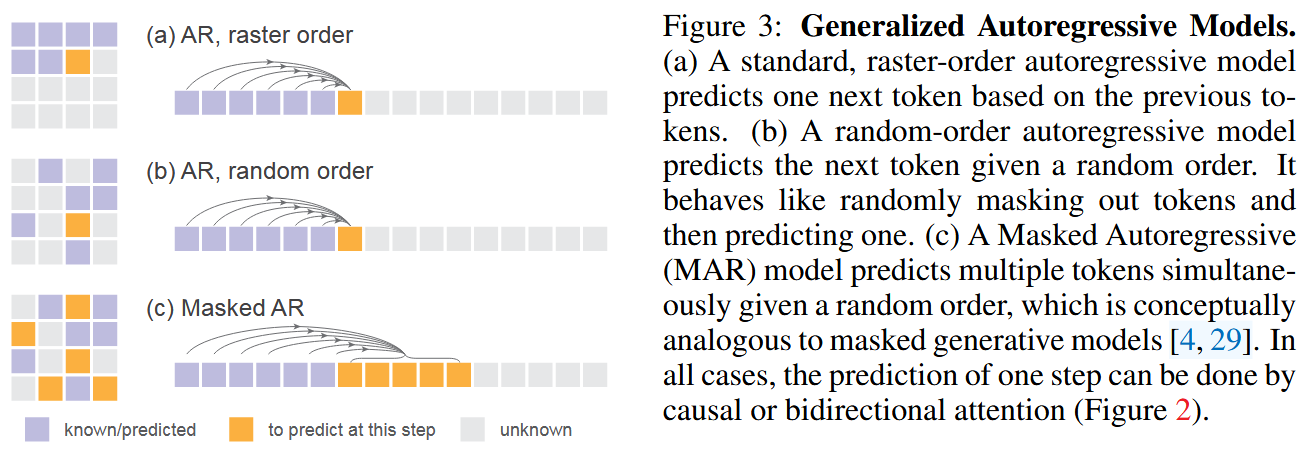 (a) AR, raster order
(b) AR, random order
(c) Masked AR
known/predicted
to predict at this step
unknown
Figure 3: Generalized Autoregressive Models.
(a) A standard, raster-order autoregressive model
predicts one next token based on the previous to-
kens. (b) A random-order autoregressive model
predicts the next token given a random order. It
behaves like randomly masking out tokens and
then predicting one. (c) A Masked Autoregressive
(MAR) model predicts multiple tokens simultane-
ously given a random order, which is conceptually
analogous to masked generative models [4, 29]. In
all cases, the prediction of one step can be done by
causal or bidirectional attention (Figure 2).